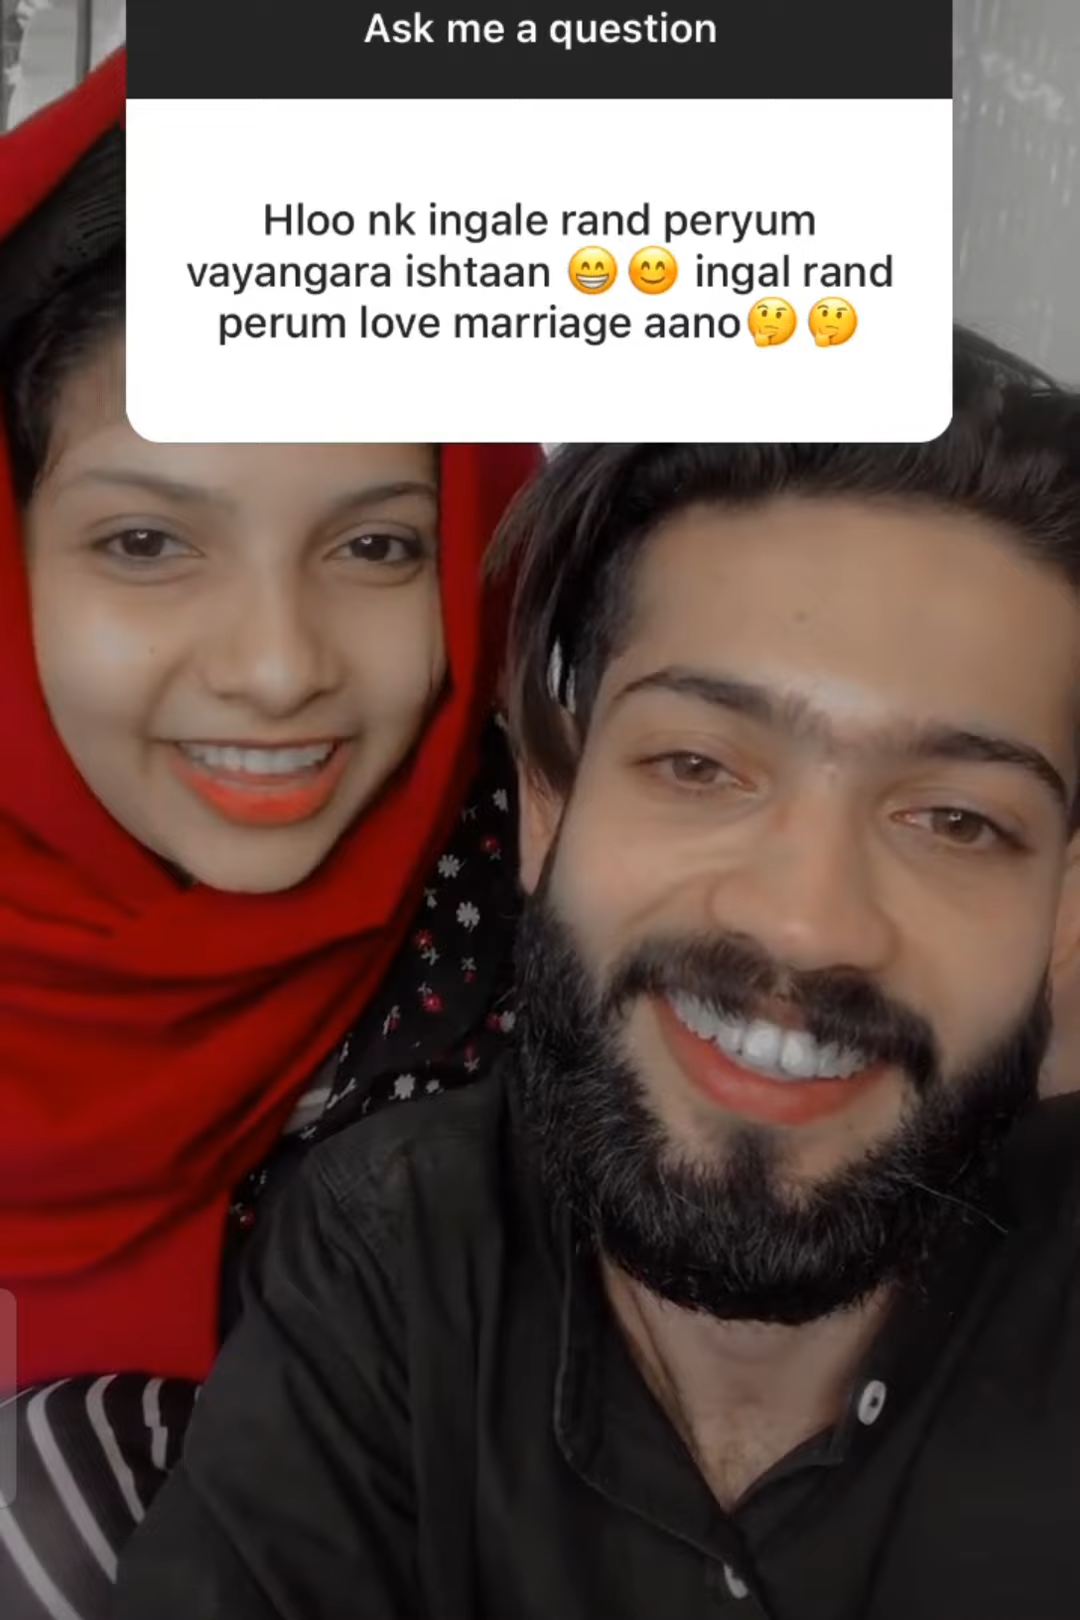 Ask me a question
Hloo nk ingale rand peryum
vayangara ishtaan 😁😊 ingal rand
perum love marriage aano🤔🤔